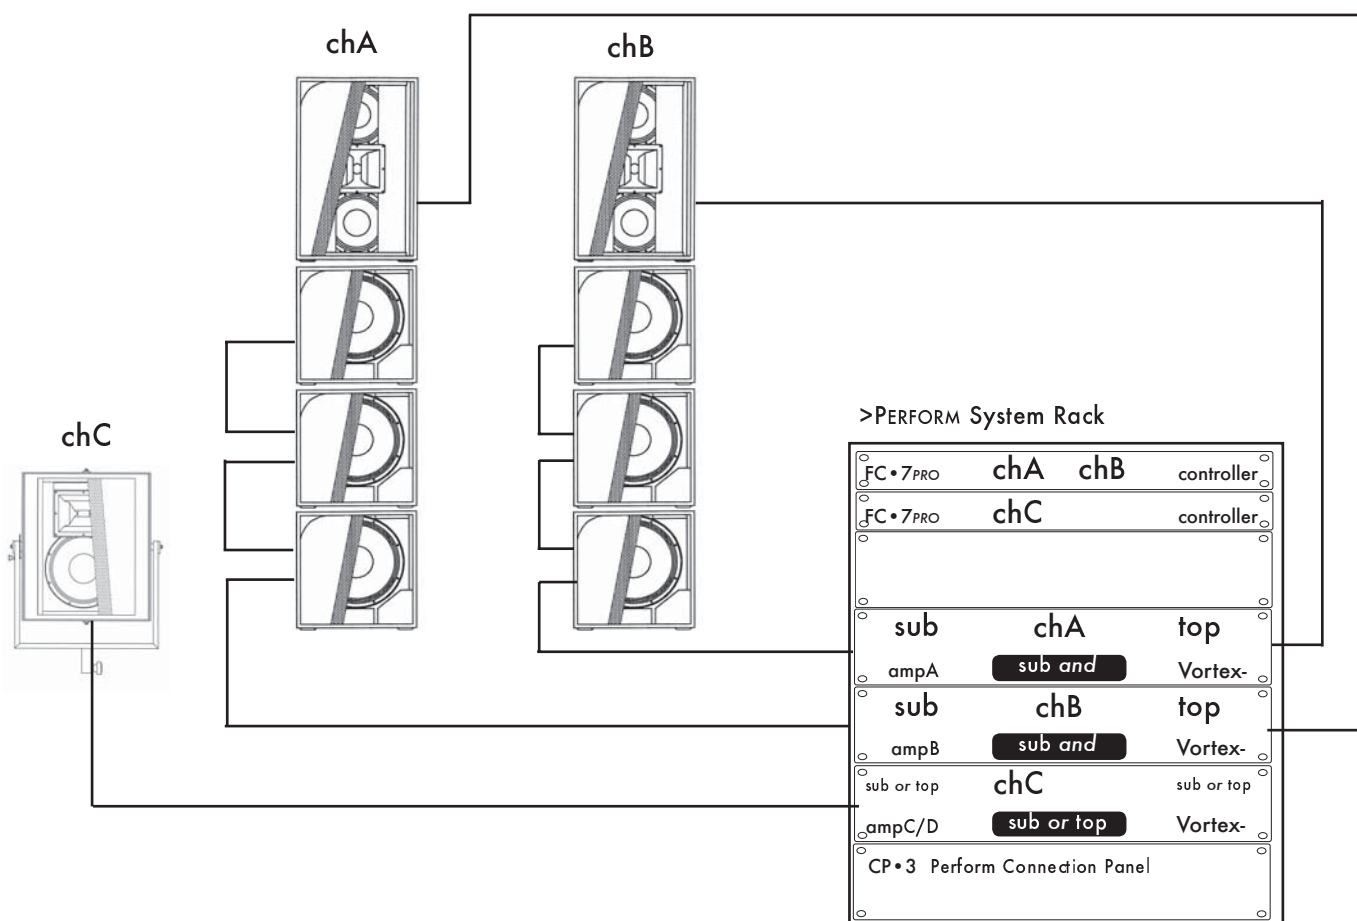 chA
chB
chC
>PERFORM System Rack
FC•7PRO chA chB controller
FC•7PRO chC controller
sub chA top
ampA sub and Vortex-
sub chB top
ampB sub and Vortex-
sub or top chC sub or top
ampC/D sub or top Vortex-
CP•3 Perform Connection Panel